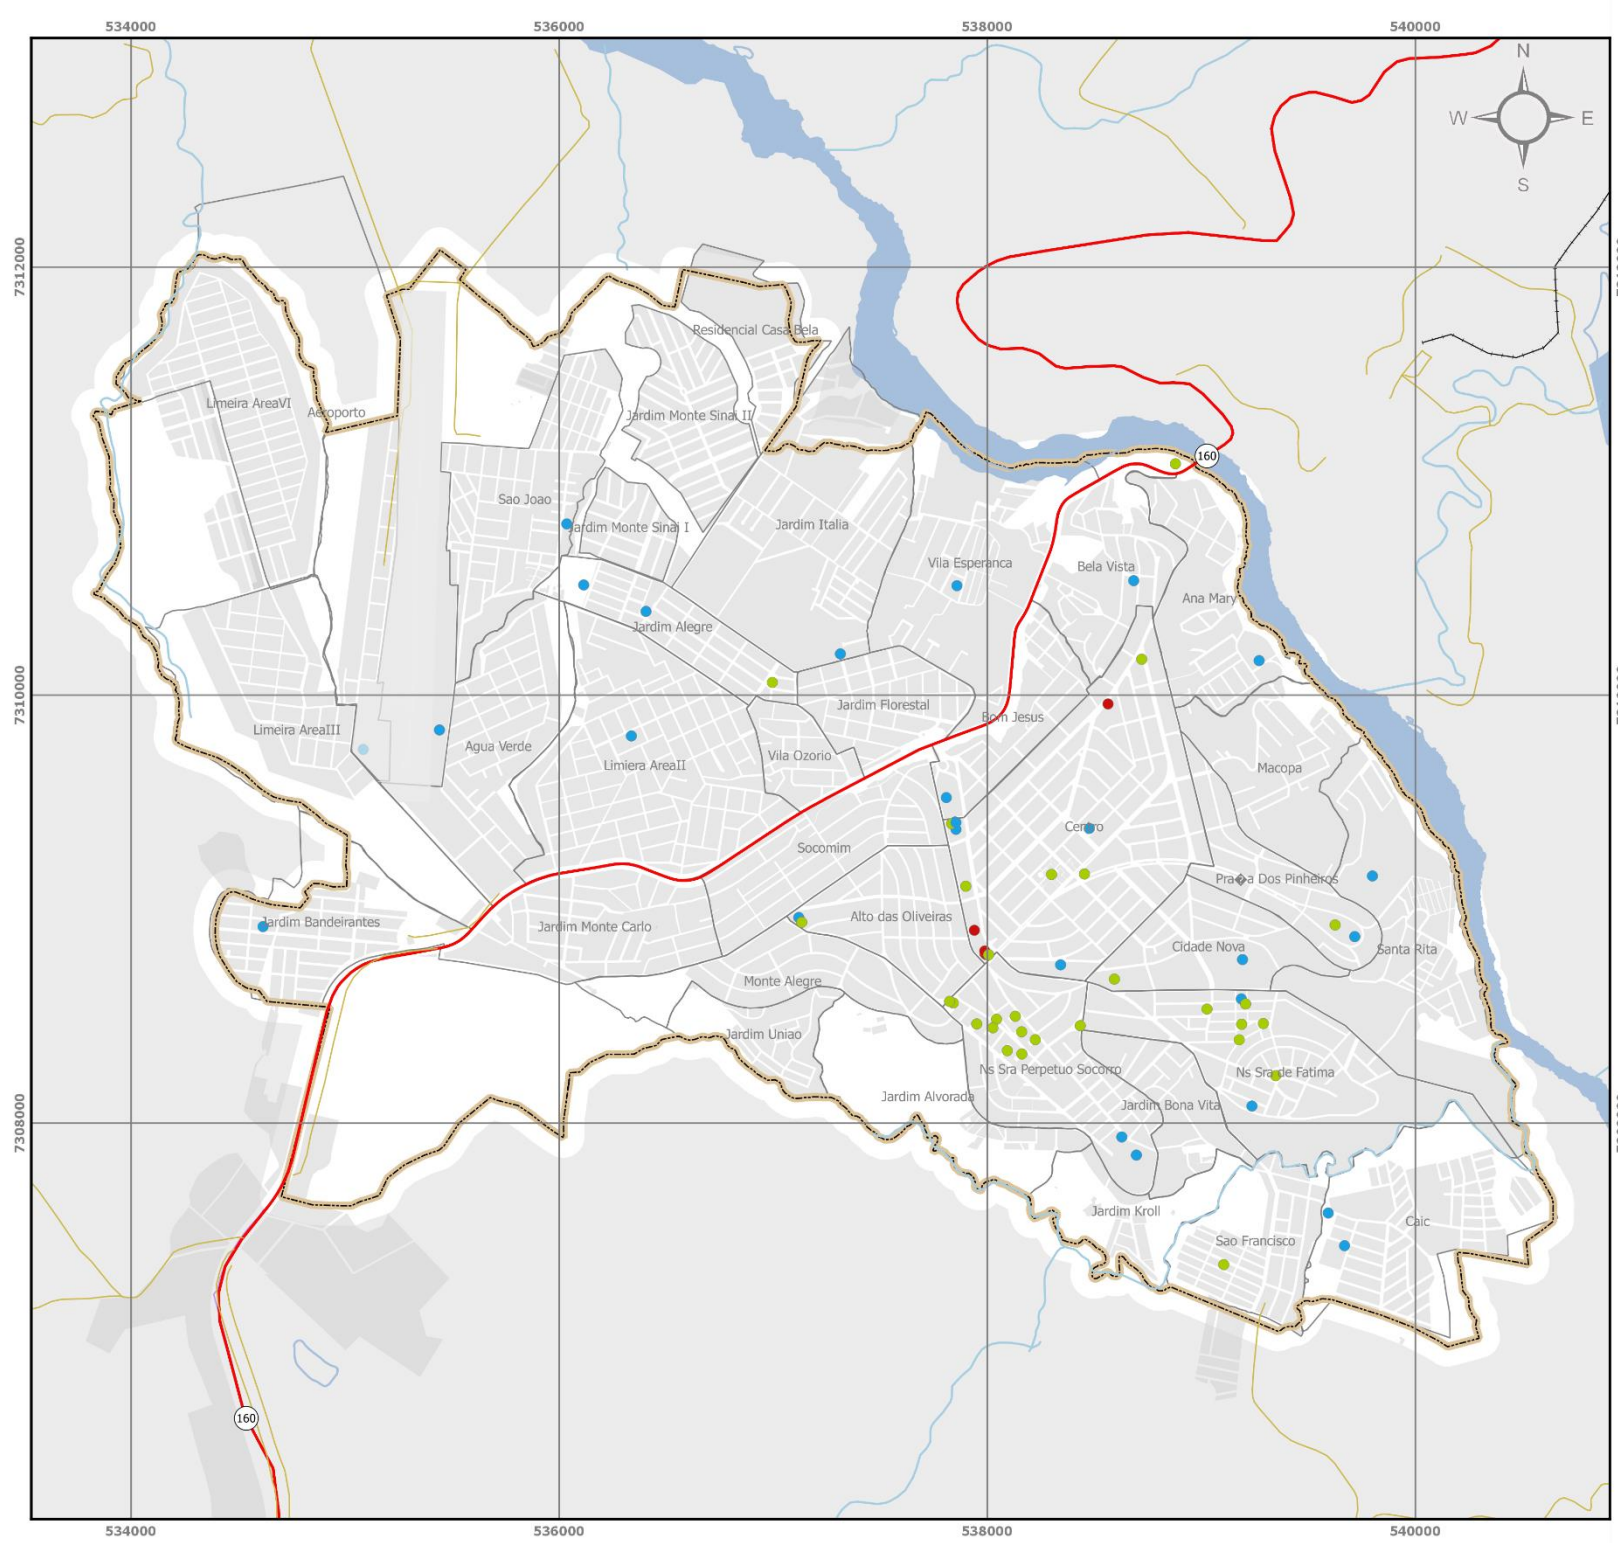 534000 536000 538000 540000
N
W E
S
7312000
Residencial Casa Bela
Limeira AreaVI
Aeroporto
Jardim Monte Sinai II
160
Sao Joao
Jardim Monte Sinai I
Jardim Italia
Vila Esperanca
Bela Vista
Ana Mary
Jardim Alegre
7310000
Jardim Florestal
Bom Jesus
Limeira AreaIII
Agua Verde
Vila Ozorio
Limiera AreaII
Macopa
Centro
Socomim
Pra�a Dos Pinheiros
Alto das Oliveiras
Jardim Bandeirantes
Jardim Monte Carlo
Cidade Nova
Santa Rita
Monte Alegre
Jardim Uniao
Ns Sra Perpetuo Socorro
Ns Sra de Fatima
Jardim Alvorada
Jardim Bona Vita
7308000
Jardim Kroll
Caic
Sao Francisco
160
534000 536000 538000 540000